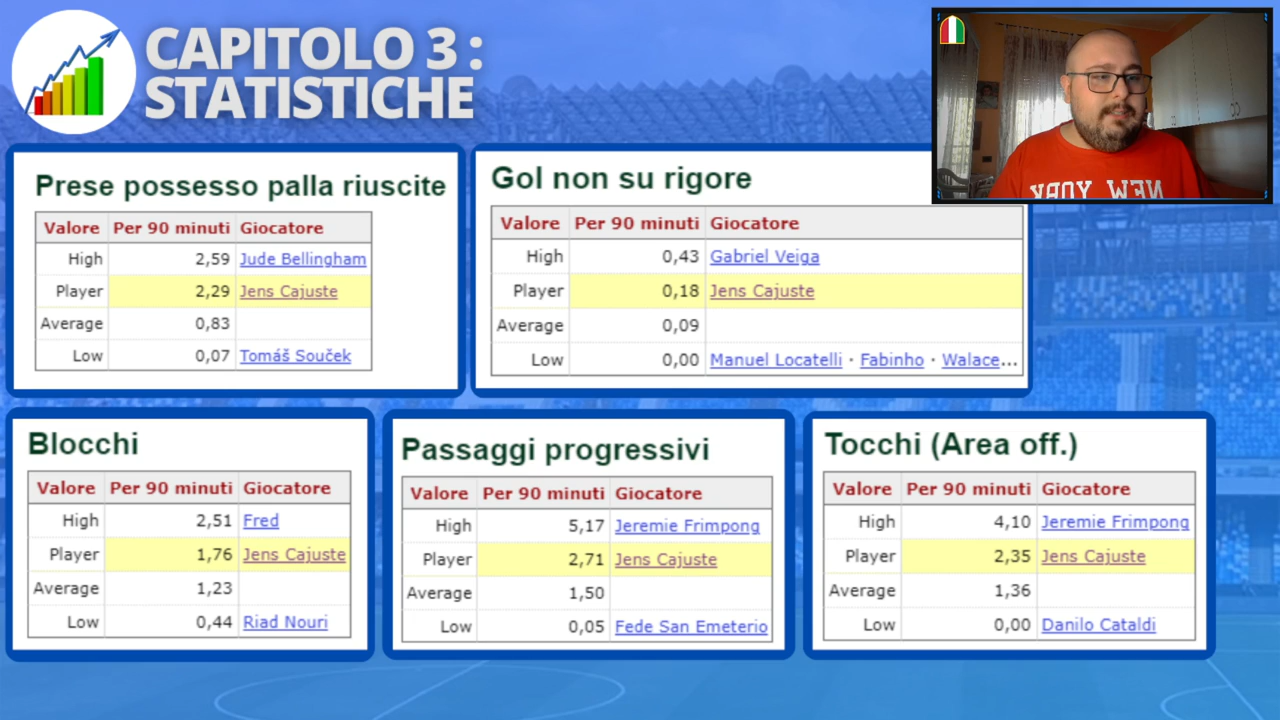 CAPITOLO 3 :
STATISTICHE
Prese possesso palla riuscite
Valore Per 90 minuti Giocatore
High 2,59 Jude Bellingham
Player 2,29 Jens Cajuste
Average 0,83
Low 0,07 Tomáš Souček
Gol non su rigore
Valore Per 90 minuti Giocatore
High 0,43 Gabriel Veiga
Player 0,18 Jens Cajuste
Average 0,09
Low 0,00 Manuel Locatelli · Fabinho · Walace...
NEW YORK
Blocchi
Valore Per 90 minuti Giocatore
High 2,51 Fred
Player 1,76 Jens Cajuste
Average 1,23
Low 0,44 Riad Nouri
Passaggi progressivi
Valore Per 90 minuti Giocatore
High 5,17 Jeremie Frimpong
Player 2,71 Jens Cajuste
Average 1,50
Low 0,05 Fede San Emeterio
Tocchi (Area off.)
Valore Per 90 minuti Giocatore
High 4,10 Jeremie Frimpong
Player 2,35 Jens Cajuste
Average 1,36
Low 0,00 Danilo Cataldi